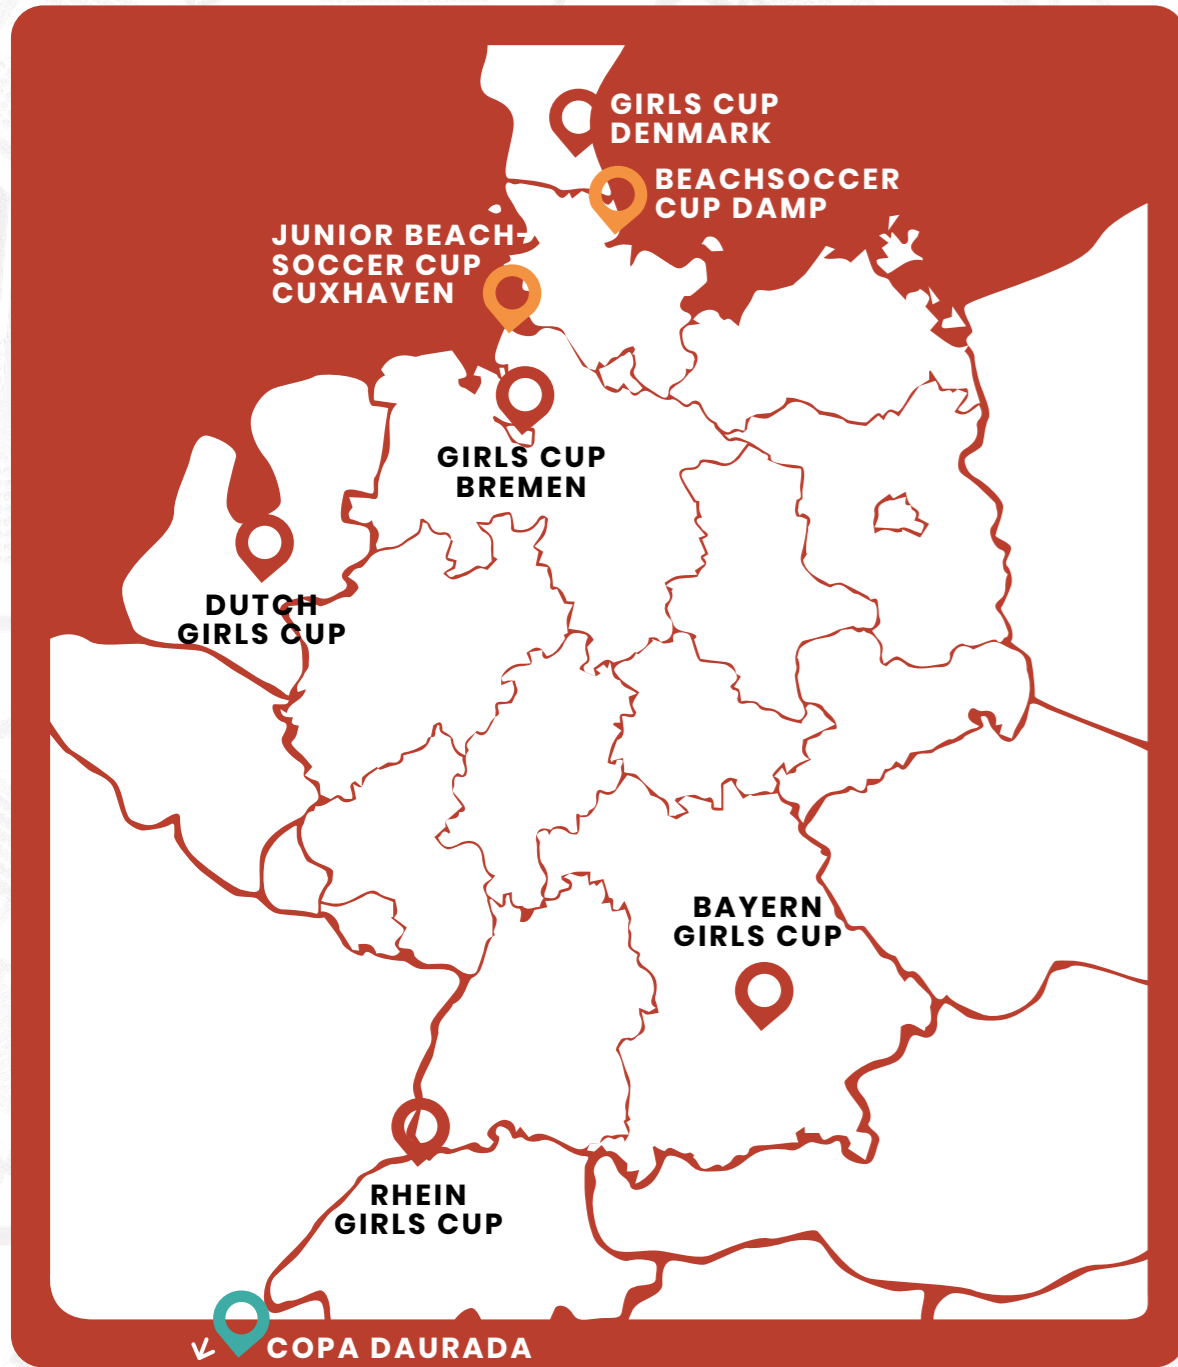 GIRLS CUP
DENMARK
BEACHSOCCER
CUP DAMP
JUNIOR BEACH-
SOCCER CUP
CUXHAVEN
GIRLS CUP
BREMEN
DUTCH
GIRLS CUP
BAYERN
GIRLS CUP
RHEIN
GIRLS CUP
COPA DAURADA